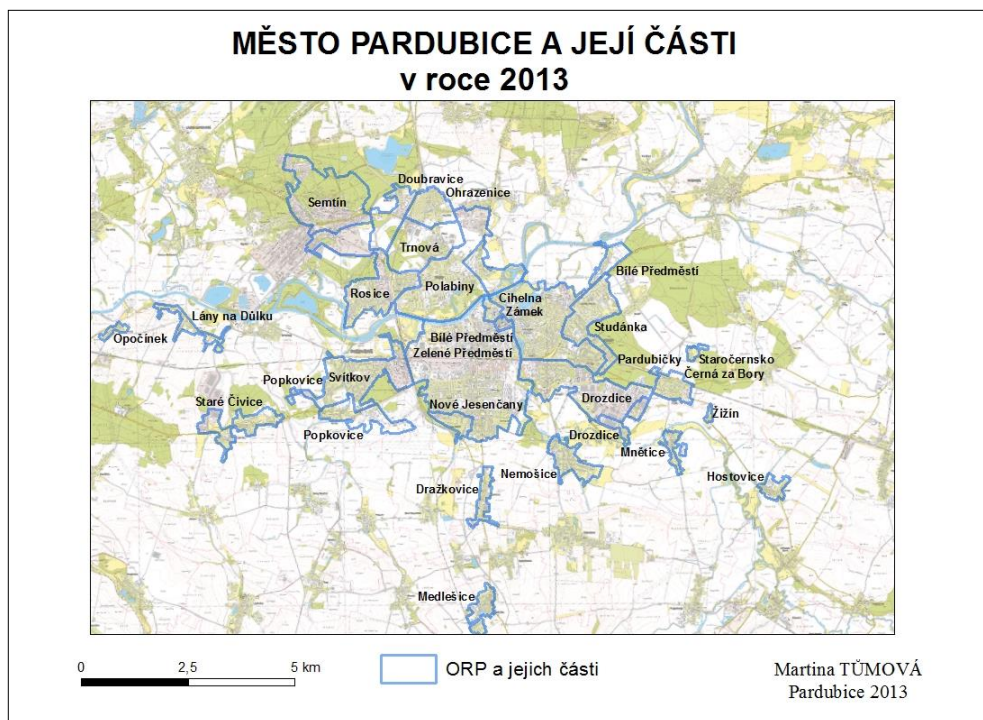 MĚSTO PARDUBICE A JEJÍ ČÁSTI
v roce 2013
Doubravice
Ohrazenice
Semtín
Trnová
Bílé Předměstí
Rosice
Polabiny
Cihelna
Zámek
Lány na Důlku
Studánka
Opočínek
Bílé Předměstí
Zelené Předměstí
Pardubičky
Staročernsko
Černá za Bory
Popkovice
Svítkov
Staré Čívice
Nové Jesenčany
Drozdice
Žižín
Popkovice
Drozdice
Mnětice
Nemošice
Hostovice
Dražkovice
Medlešice
0 2,5 5 km
ORP a jejich části
Martina TŮMOVÁ
Pardubice 2013